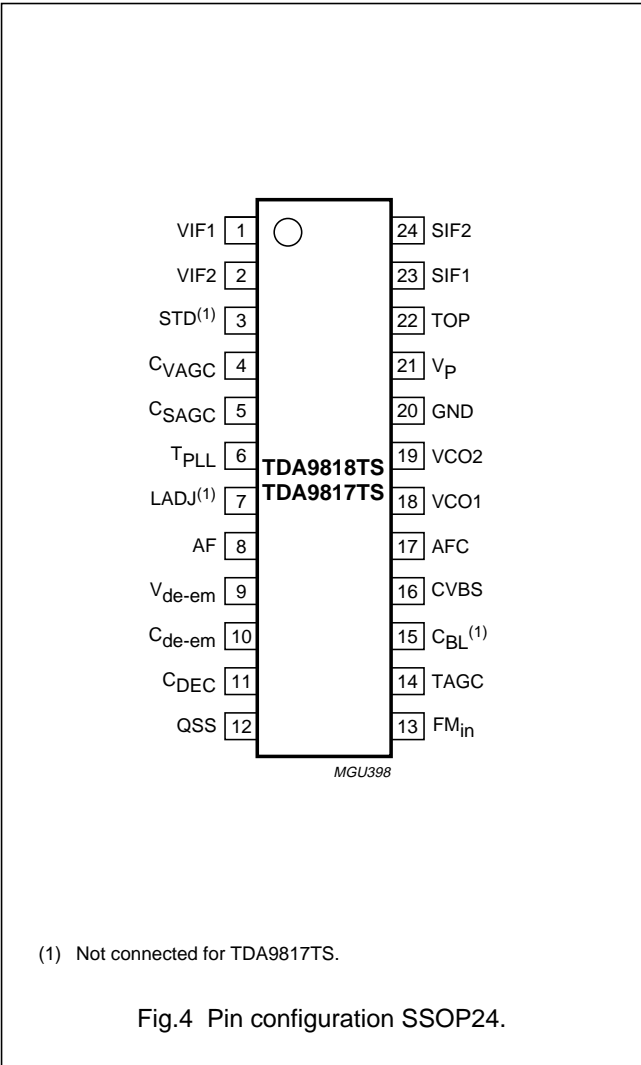 VIF1 1 24 SIF2
VIF2 2 23 SIF1
STD(1) 3 22 TOP
CVAGC 4 21 VP
CSAGC 5 20 GND
TPLL 6 TDA9818TS 19 VCO2
LADJ(1) 7 TDA9817TS 18 VCO1
AF 8 17 AFC
Vde-em 9 16 CVBS
Cde-em 10 15 CBL(1)
CDEC 11 14 TAGC
QSS 12 13 FMin
MGU398
(1) Not connected for TDA9817TS.
Fig.4 Pin configuration SSOP24.